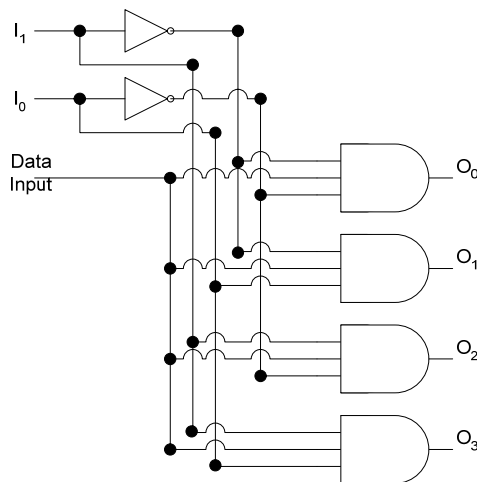 I₁
I₀
Data
Input
O₀
O₁
O₂
O₃